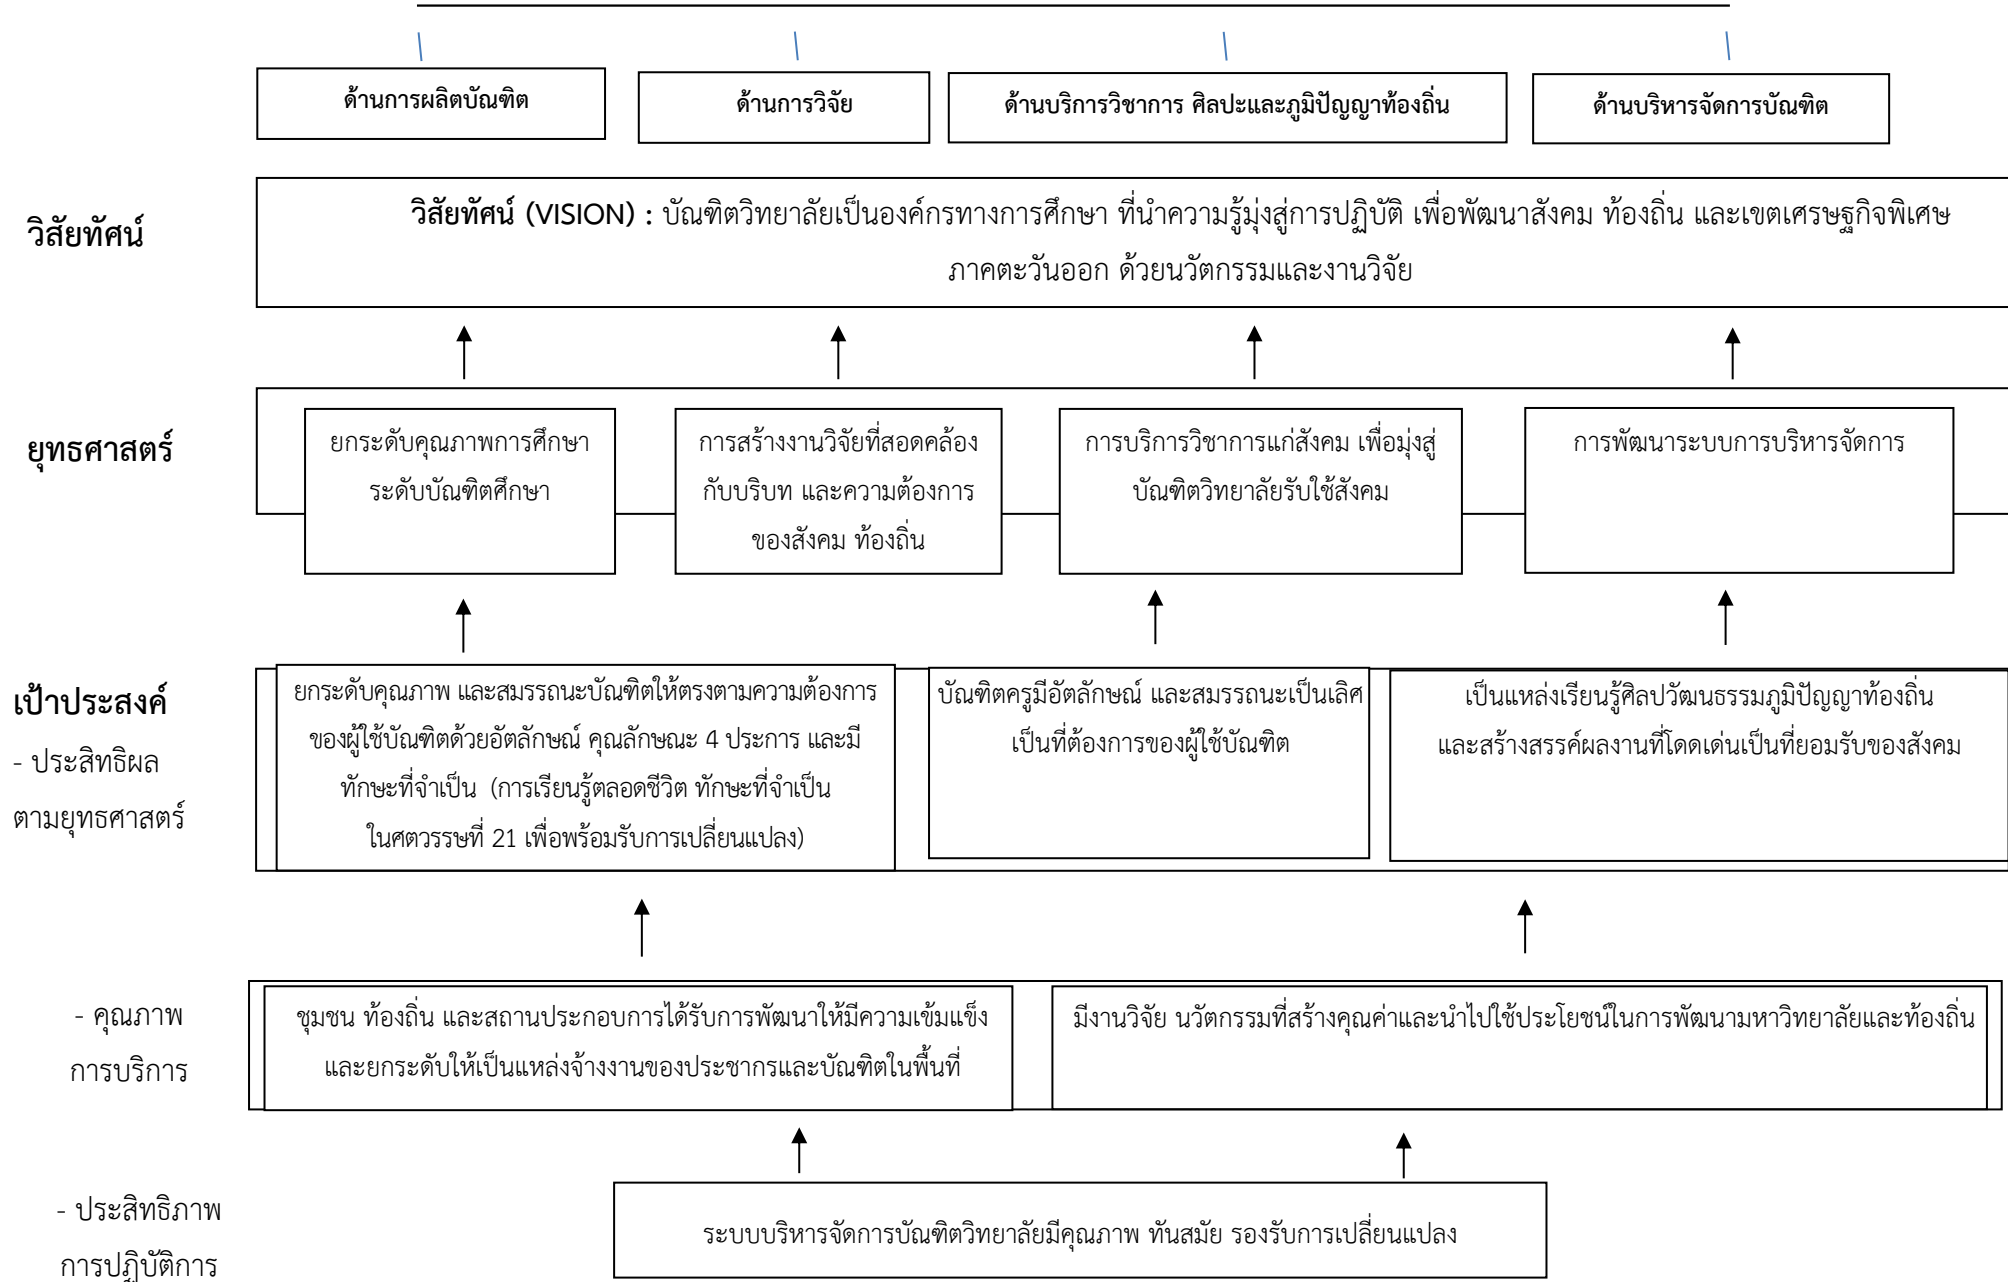 ด้านการผลิตบัณฑิต
ด้านการวิจัย
ด้านบริการวิชาการ ศิลปะและภูมิปัญญาท้องถิ่น
ด้านบริหารจัดการบัณฑิต
วิสัยทัศน์
วิสัยทัศน์ (VISION) : บัณฑิตวิทยาลัยเป็นองค์กรทางการศึกษา ที่นำความรู้มุ่งสู่การปฏิบัติ เพื่อพัฒนาสังคม ท้องถิ่น และเขตเศรษฐกิจพิเศษ
ภาคตะวันออก ด้วยนวัตกรรมและงานวิจัย
ยุทธศาสตร์
ยกระดับคุณภาพการศึกษา
ระดับบัณฑิตศึกษา
การสร้างงานวิจัยที่สอดคล้อง
กับบริบท และความต้องการ
ของสังคม ท้องถิ่น
การบริการวิชาการแก่สังคม เพื่อมุ่งสู่
บัณฑิตวิทยาลัยรับใช้สังคม
การพัฒนาระบบการบริหารจัดการ
เป้าประสงค์
- ประสิทธิผล
ตามยุทธศาสตร์
ยกระดับคุณภาพ และสมรรถนะบัณฑิตให้ตรงตามความต้องการ
ของผู้ใช้บัณฑิตด้วยอัตลักษณ์ คุณลักษณะ 4 ประการ และมี
ทักษะที่จำเป็น (การเรียนรู้ตลอดชีวิต ทักษะที่จำเป็น
ในศตวรรษที่ 21 เพื่อพร้อมรับการเปลี่ยนแปลง)
บัณฑิตครูมีอัตลักษณ์ และสมรรถนะเป็นเลิศ
เป็นที่ต้องการของผู้ใช้บัณฑิต
เป็นแหล่งเรียนรู้ศิลปวัฒนธรรมภูมิปัญญาท้องถิ่น
และสร้างสรรค์ผลงานที่โดดเด่นเป็นที่ยอมรับของสังคม
- คุณภาพ
การบริการ
ชุมชน ท้องถิ่น และสถานประกอบการได้รับการพัฒนาให้มีความเข้มแข็ง
และยกระดับให้เป็นแหล่งจ้างงานของประชากรและบัณฑิตในพื้นที่
มีงานวิจัย นวัตกรรมที่สร้างคุณค่าและนำไปใช้ประโยชน์ในการพัฒนามหาวิทยาลัยและท้องถิ่น
- ประสิทธิภาพ
การปฏิบัติการ
ระบบบริหารจัดการบัณฑิตวิทยาลัยมีคุณภาพ ทันสมัย รองรับการเปลี่ยนแปลง